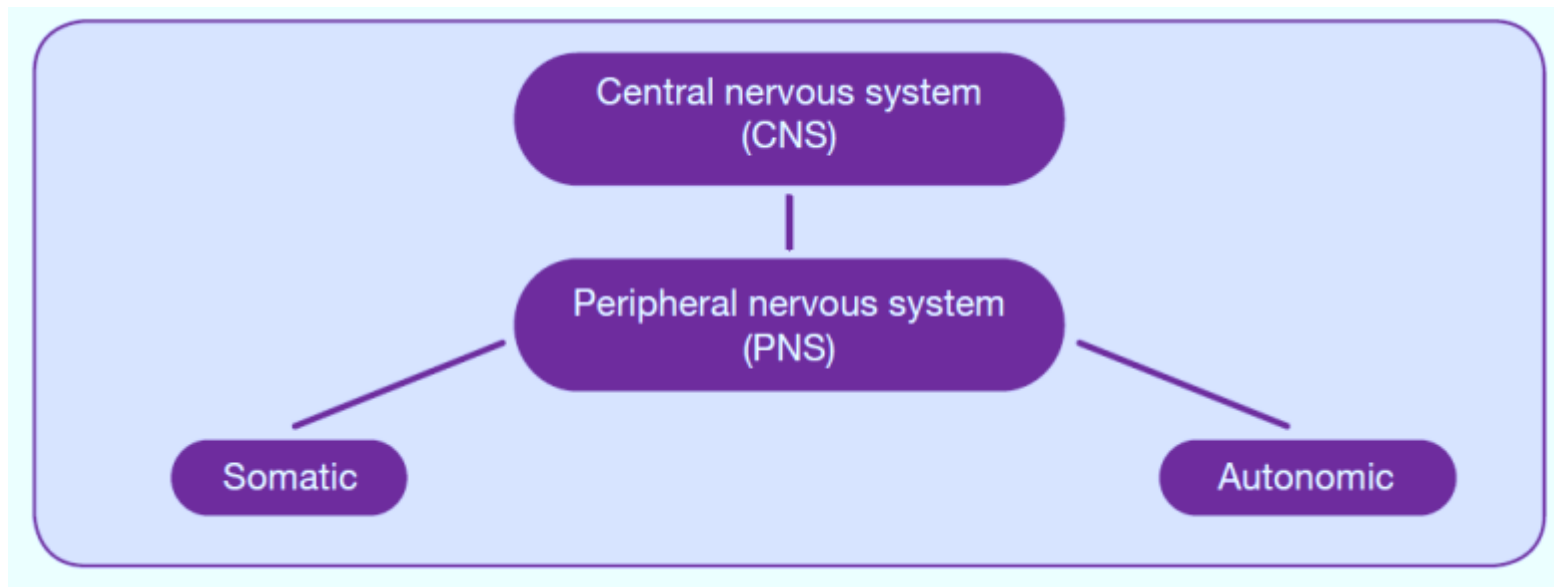 Central nervous system
(CNS)
Peripheral nervous system
(PNS)
Somatic
Autonomic